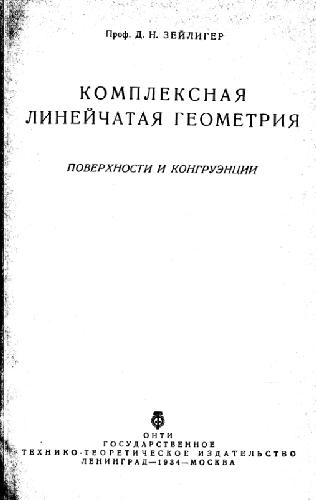 Проф. Д. Н. ЗЕЙЛИГЕР
КОМПЛЕКСНАЯ
ЛИНЕЙЧАТАЯ ГЕОМЕТРИЯ
ПОВЕРХНОСТИ И КОНГРУЭНЦИИ
ОНТИ
ГОСУДАРСТВЕННОЕ
ТЕХНИКО-ТЕОРЕТИЧЕСКОЕ ИЗДАТЕЛЬСТВО
ЛЕНИНГРАД—1934—МОСКВА